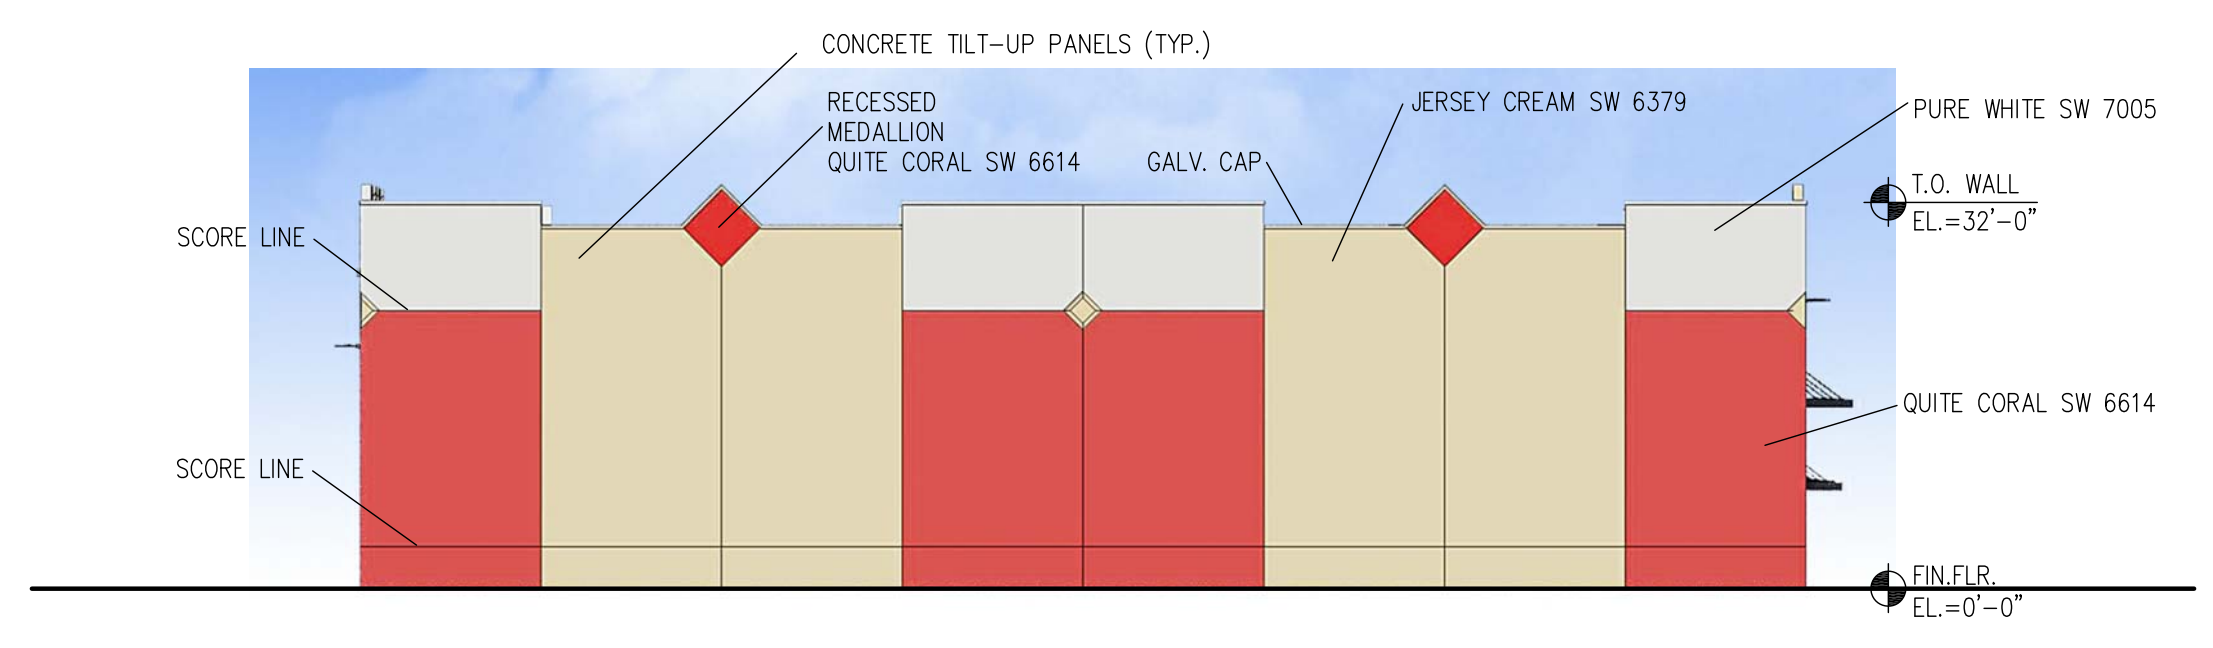 CONCRETE TILT-UP PANELS (TYP.)
RECESSED
MEDALLION
QUITE CORAL SW 6614
GALV. CAP
JERSEY CREAM SW 6379
PURE WHITE SW 7005
T.O. WALL
EL.=32'-0"
SCORE LINE
QUITE CORAL SW 6614
SCORE LINE
FIN.FLR.
EL.=0'-0"